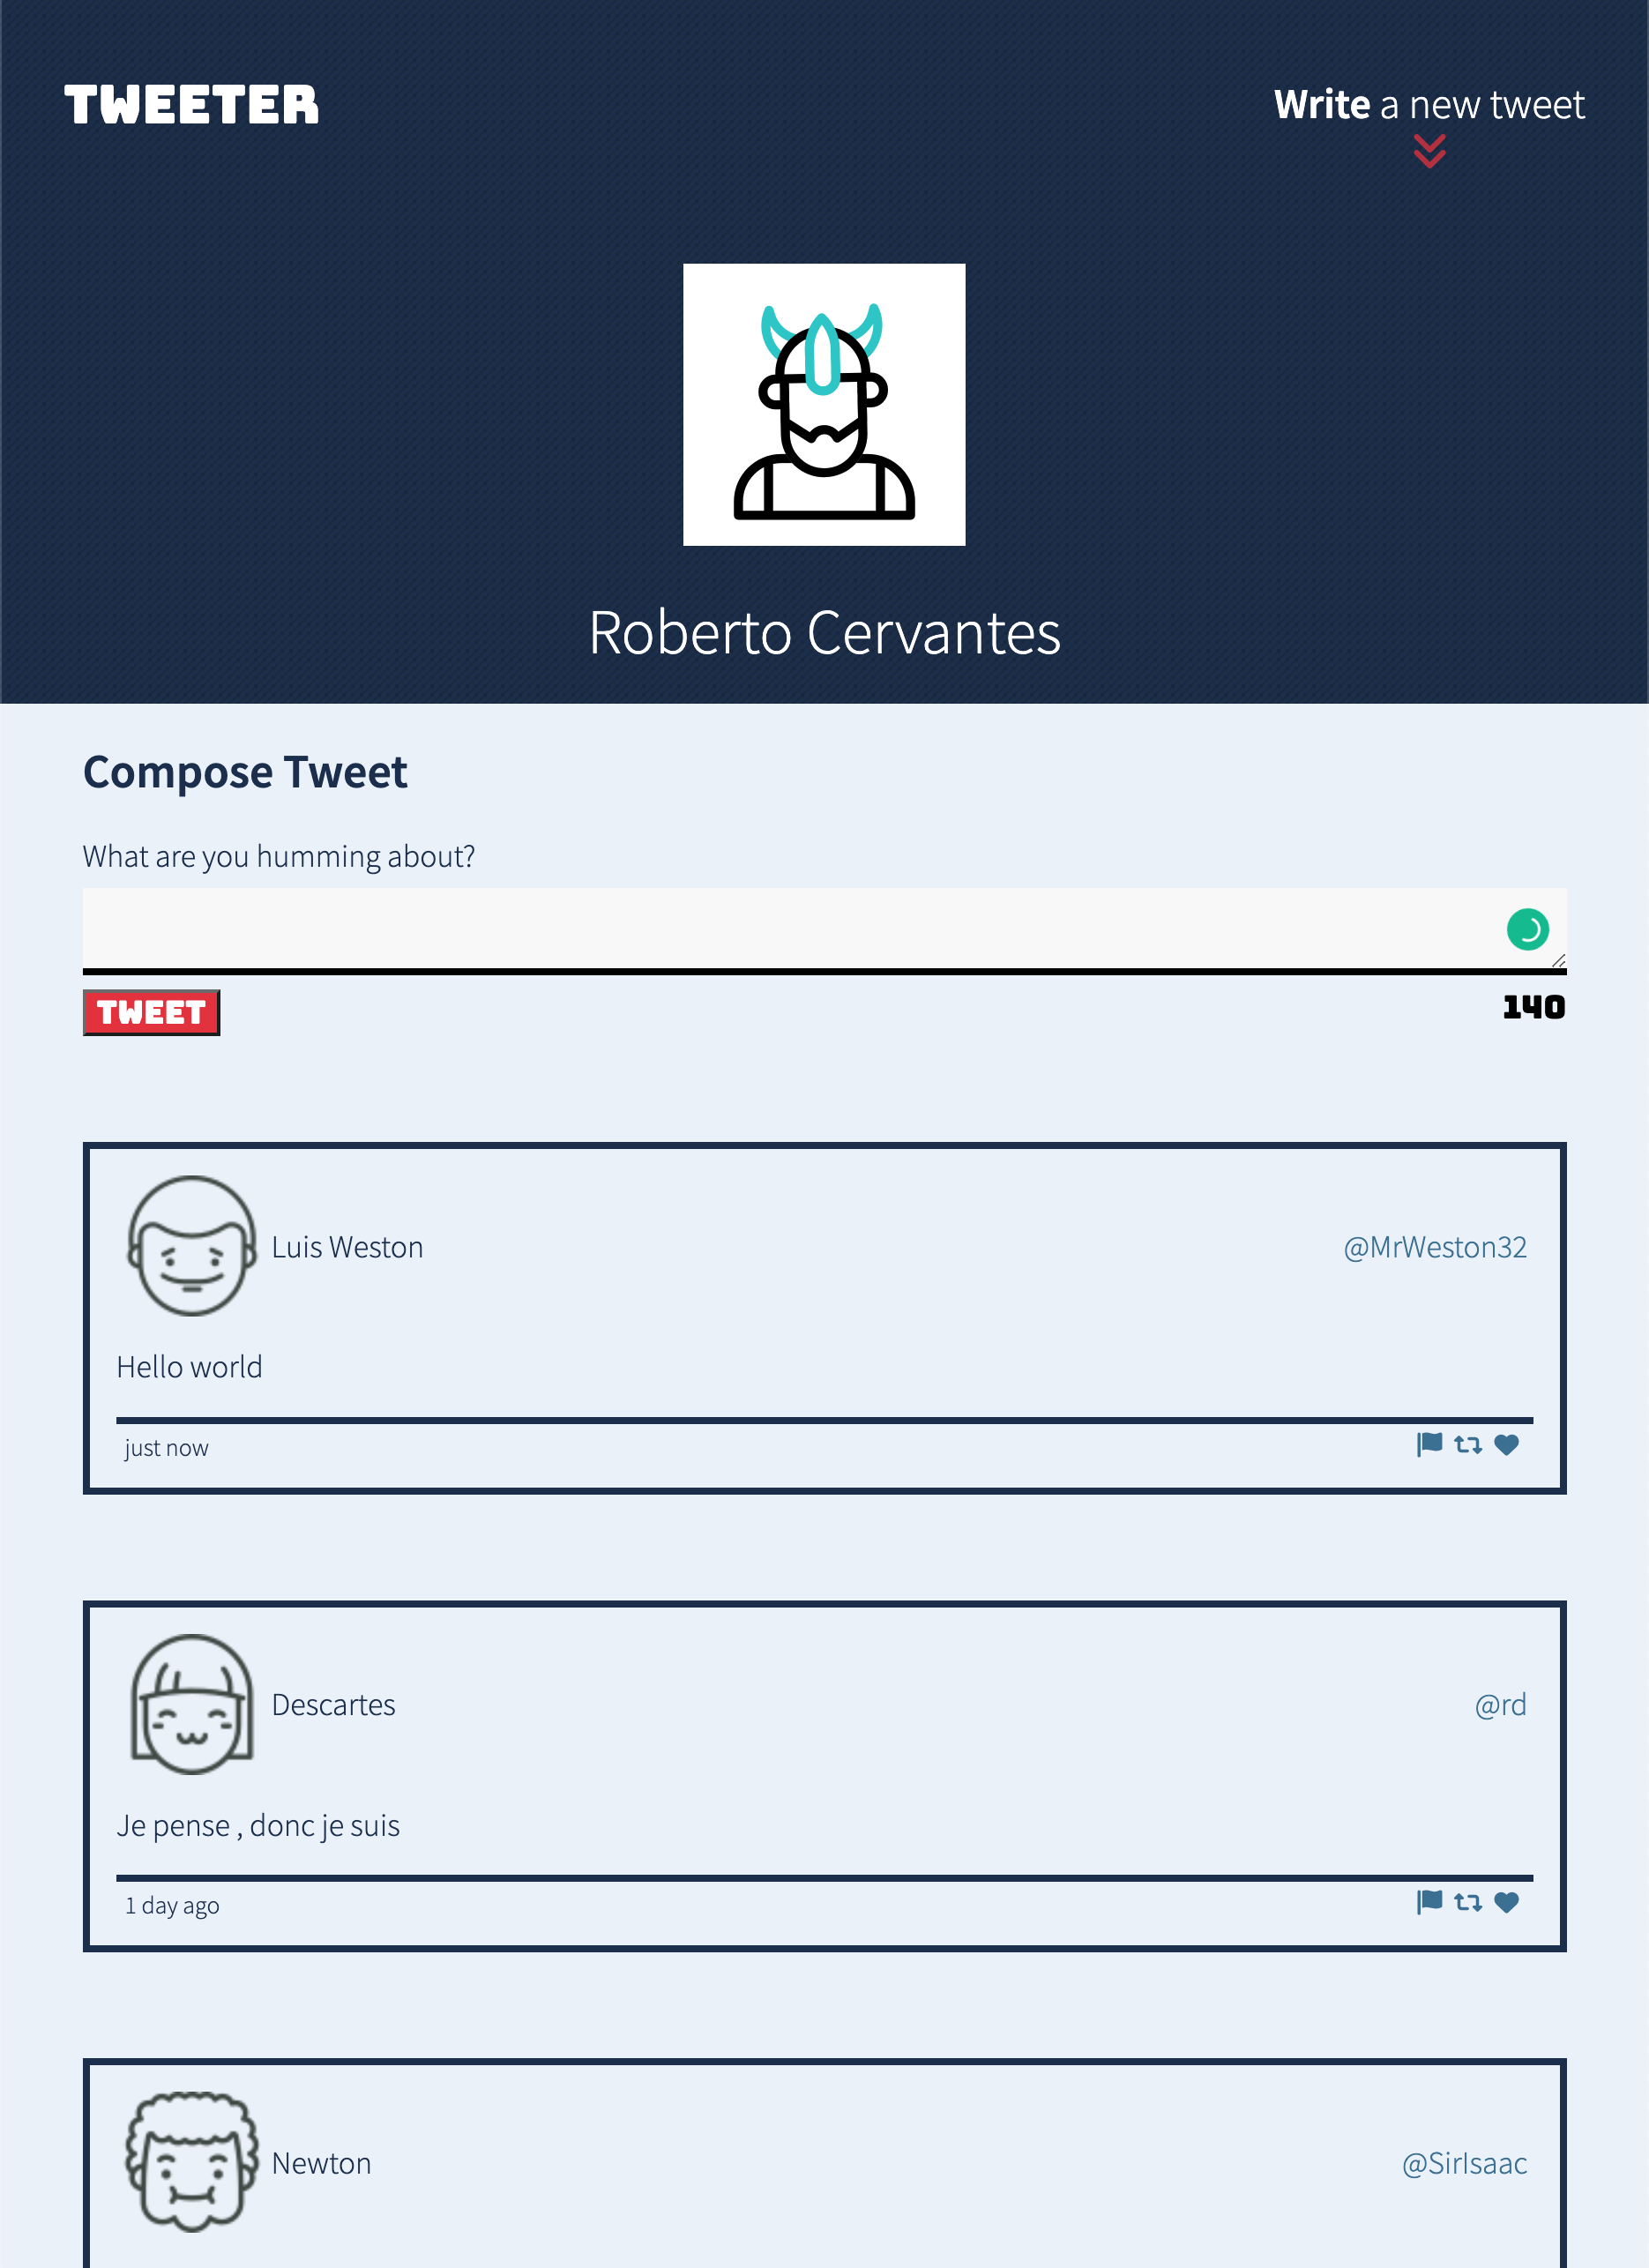 TWEETER
Write a new tweet
Roberto Cervantes
Compose Tweet
What are you humming about?
TWEET
140
Luis Weston
@MrWeston32
Hello world
just now
Descartes
@rd
Je pense , donc je suis
1 day ago
Newton
@SirIsaac